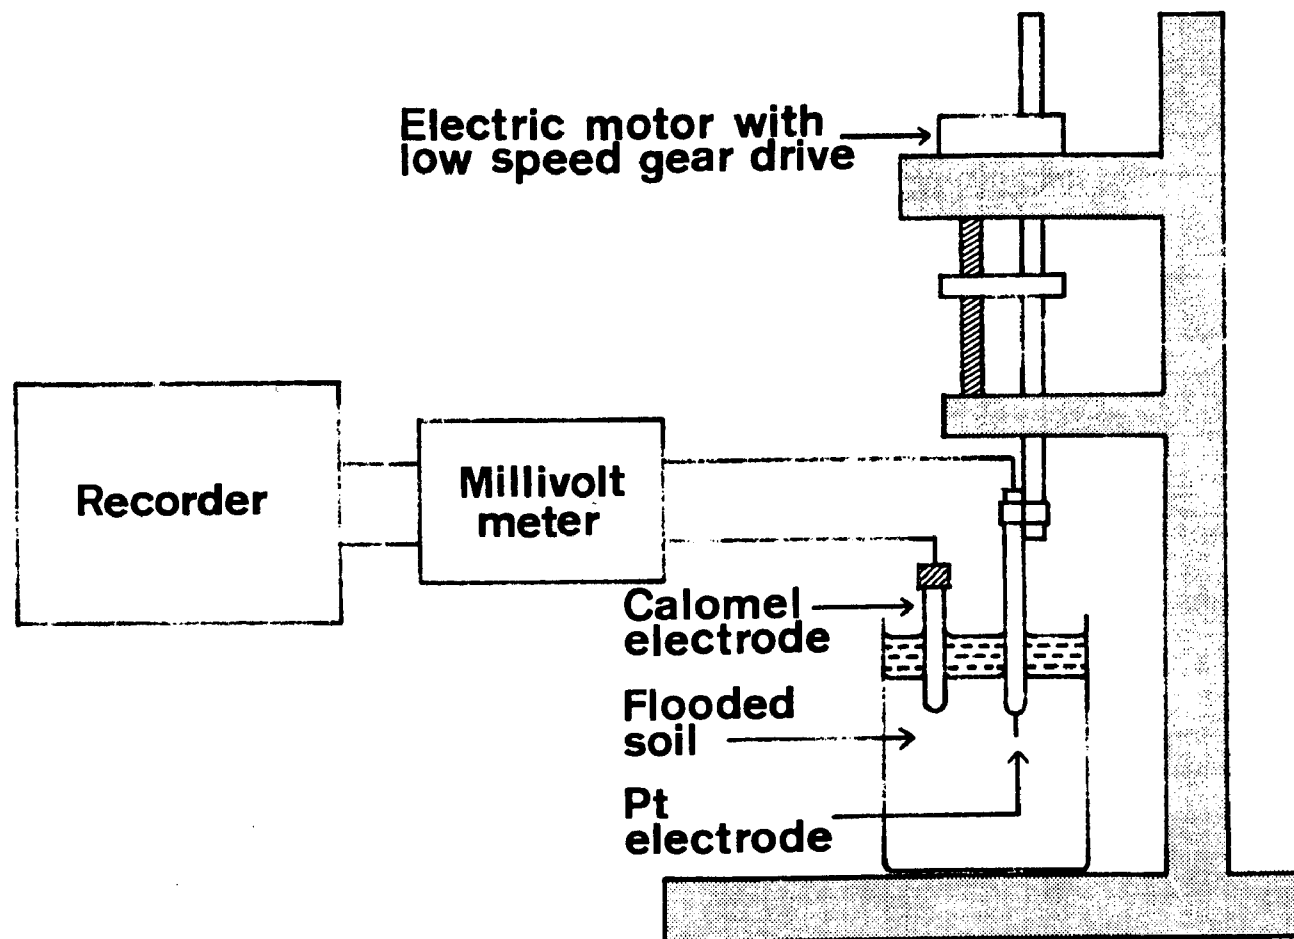 Electric motor with
low speed gear drive
Recorder
Millivolt
meter
Calomel
electrode
Flooded
soil
Pt
electrode